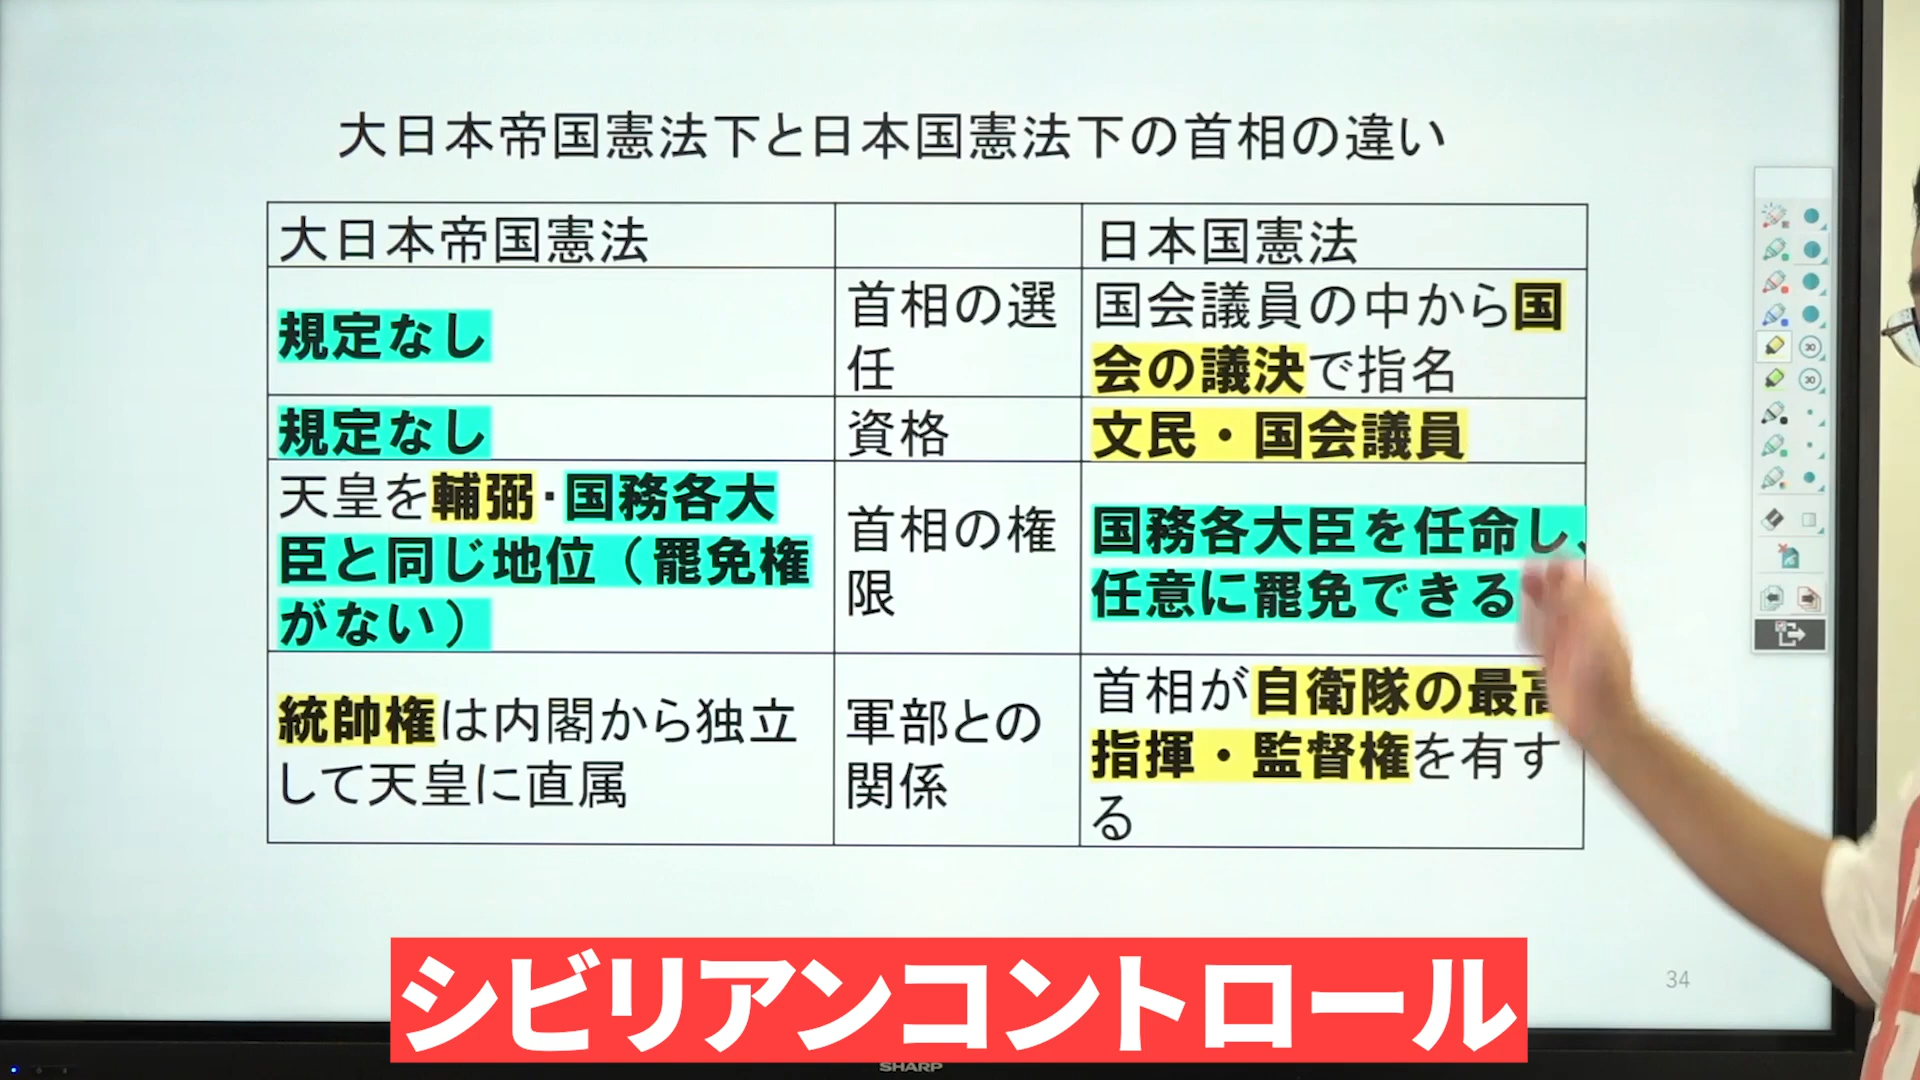 大日本帝国憲法下と日本国憲法下の首相の違い
大日本帝国憲法
日本国憲法
規定なし
首相の選
任
国会議員の中から国
会の議決で指名
規定なし
資格
文民・国会議員
天皇を輔弼・国務各大
臣と同じ地位（罷免権
がない）
首相の権
限
国務各大臣を任命し、
任意に罷免できる
統帥権は内閣から独立
して天皇に直属
軍部との
関係
首相が自衛隊の最高
指揮・監督権を有す
る
30
30
34
シビリアンコントロール
SHARP